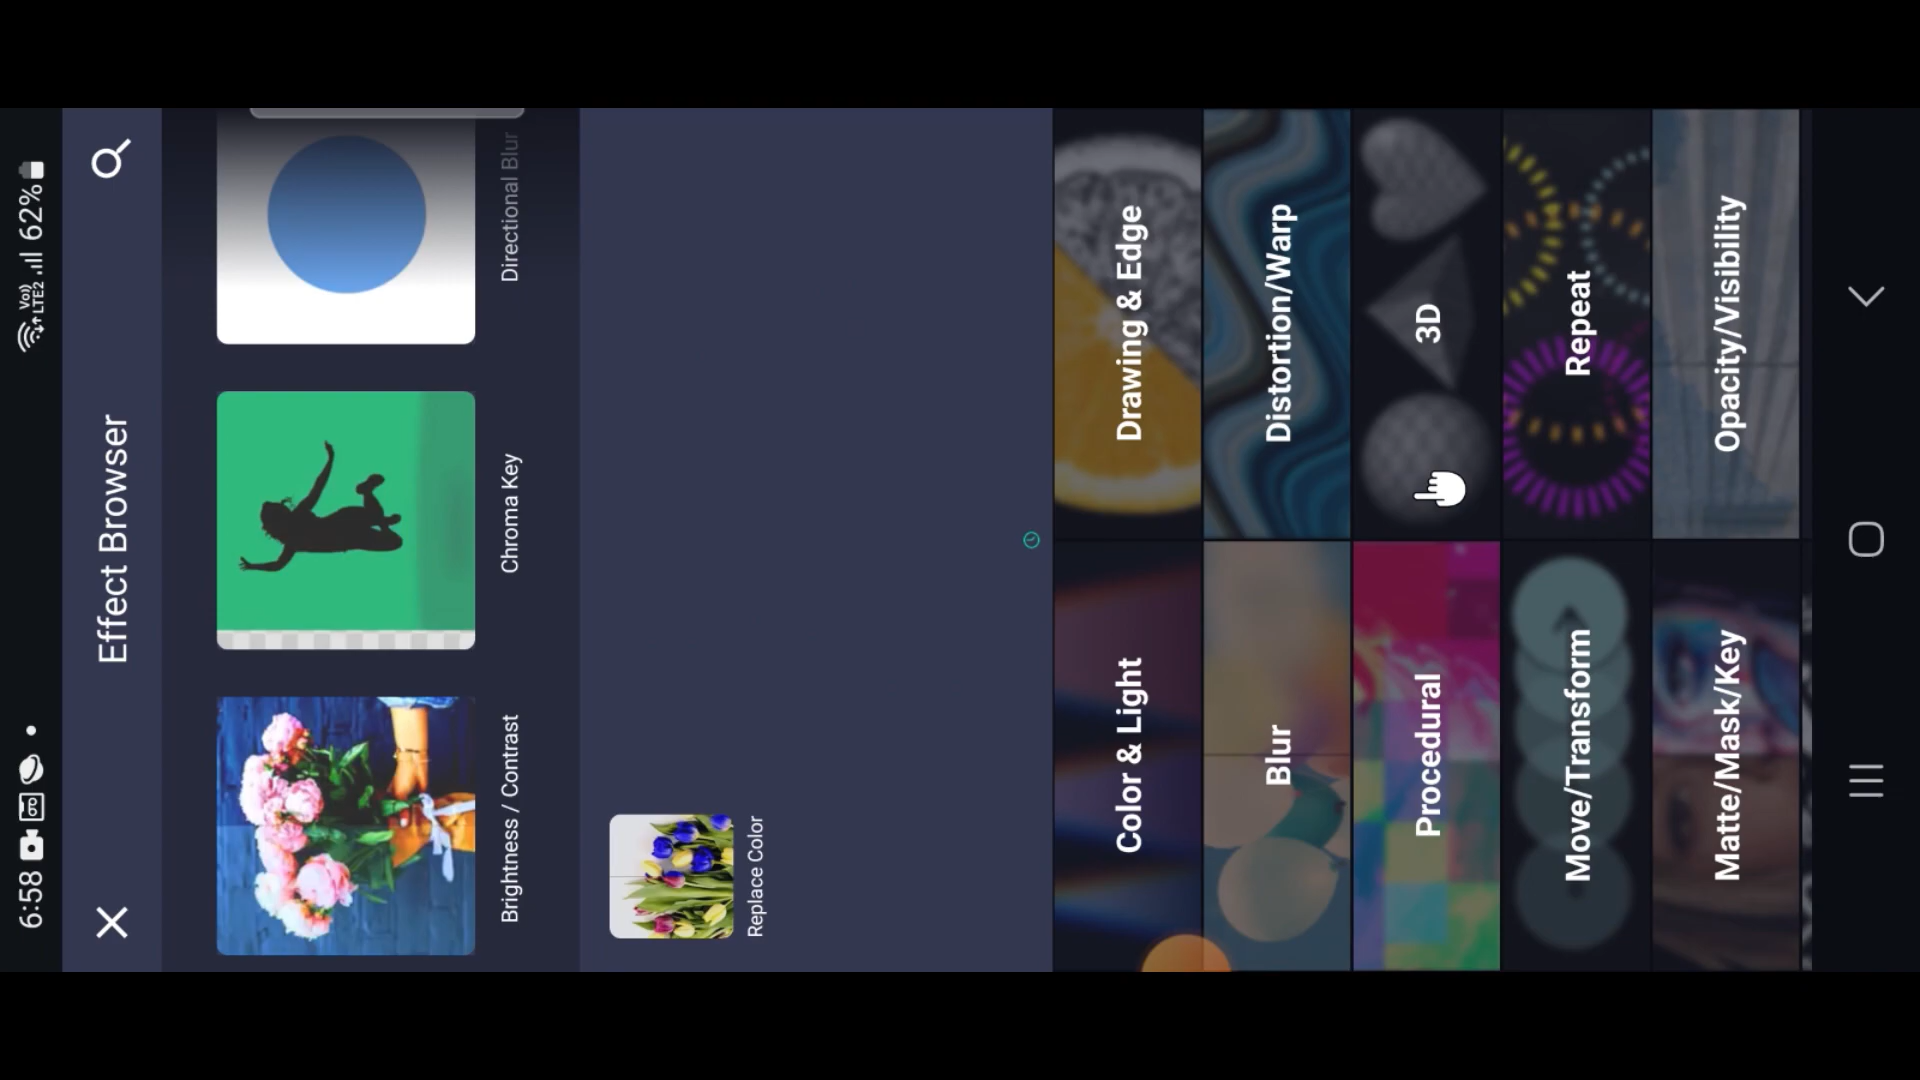 6:58
VoLTE2
62%
Effect Browser
Brightness / Contrast
Chroma Key
Directional Blur
Replace Color
Color & Light
Drawing & Edge
Blur
Distortion/Warp
Procedural
3D
Move/Transform
Repeat
Matte/Mask/Key
Opacity/Visibility